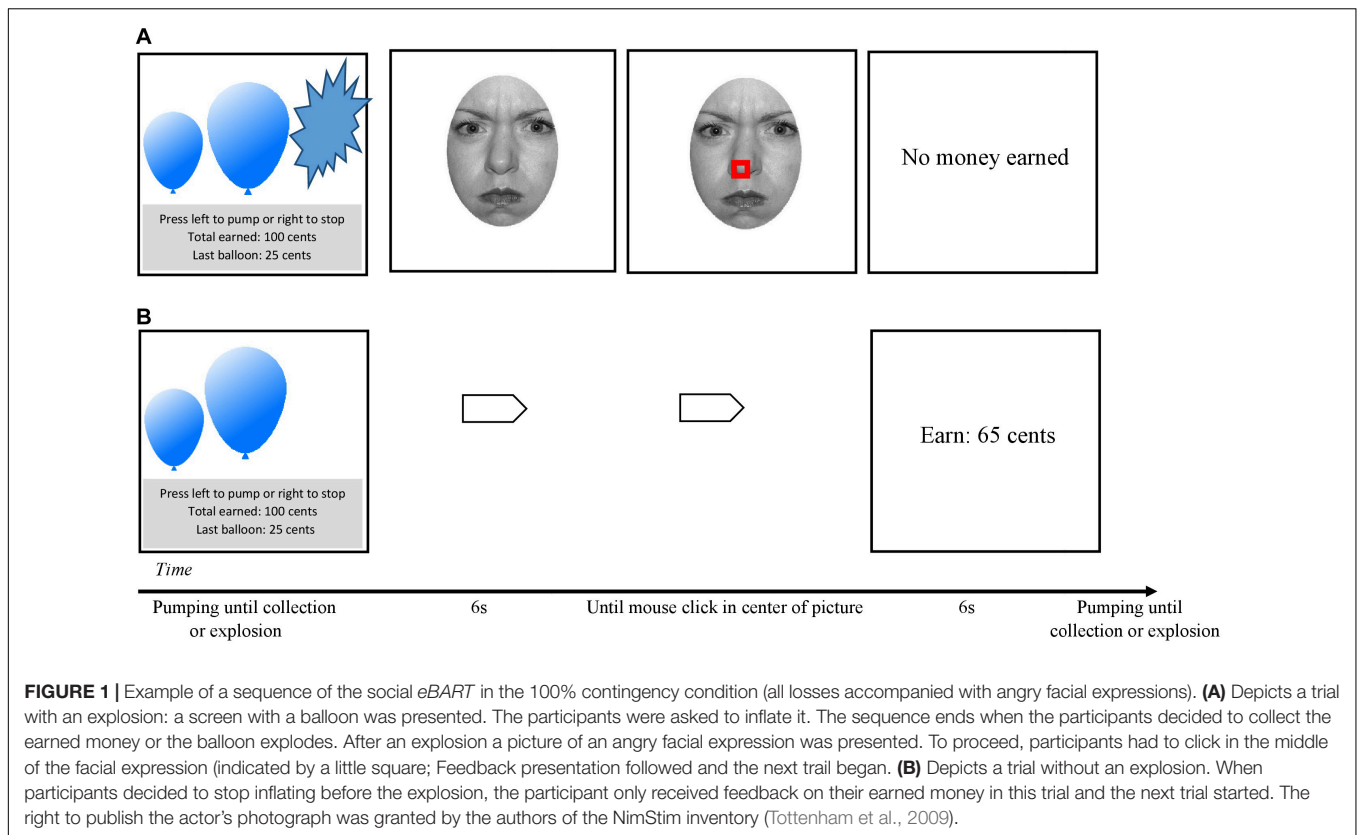 A
Press left to pump or right to stop
Total earned: 100 cents
Last balloon: 25 cents
No money earned
B
Press left to pump or right to stop
Total earned: 100 cents
Last balloon: 25 cents
Earn: 65 cents
Time
Pumping until collection
or explosion
6s
Until mouse click in center of picture
6s
Pumping until
collection or explosion
FIGURE 1 | Example of a sequence of the social eBART in the 100% contingency condition (all losses accompanied with angry facial expressions). (A) Depicts a trial
with an explosion: a screen with a balloon was presented. The participants were asked to inflate it. The sequence ends when the participants decided to collect the
earned money or the balloon explodes. After an explosion a picture of an angry facial expression was presented. To proceed, participants had to click in the middle
of the facial expression (indicated by a little square; Feedback presentation followed and the next trail began. (B) Depicts a trial without an explosion. When
participants decided to stop inflating before the explosion, the participant only received feedback on their earned money in this trial and the next trial started. The
right to publish the actor's photograph was granted by the authors of the NimStim inventory (Tottenham et al., 2009).